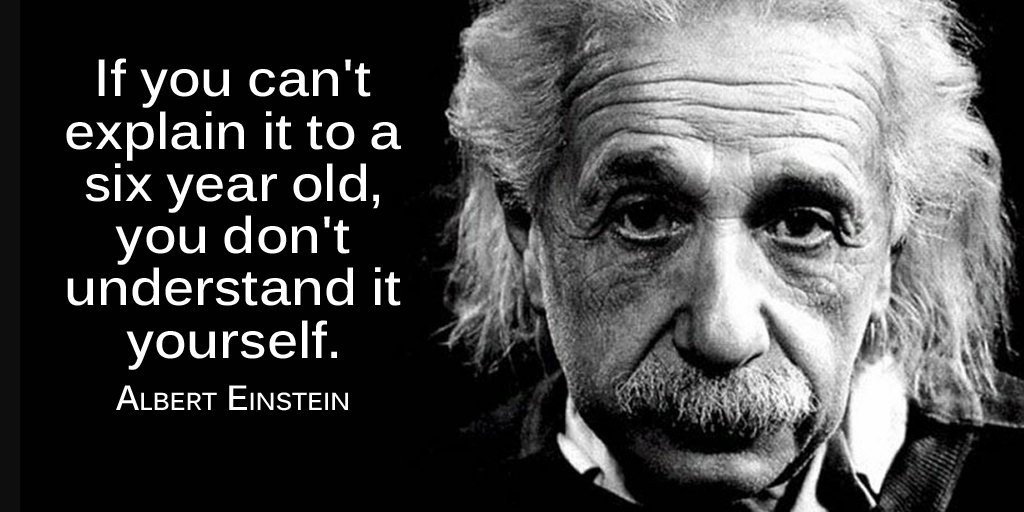 If you can't
explain it to a
six year old,
you don't
understand it
yourself.
Albert Einstein